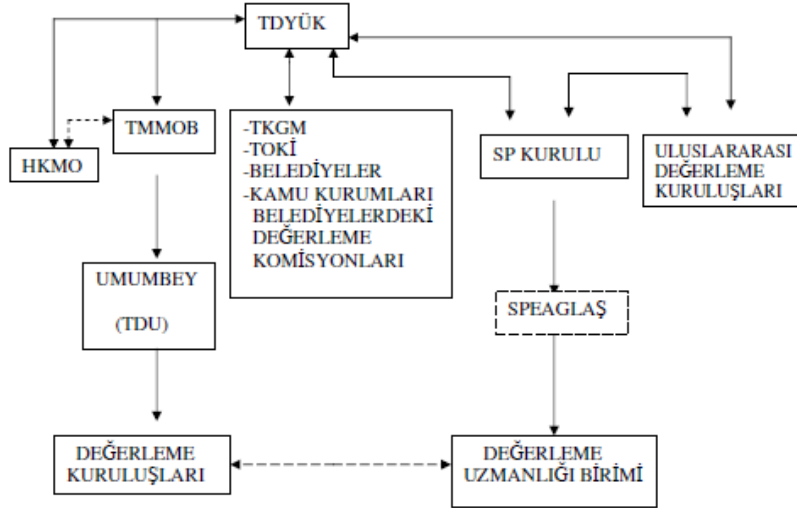 TDYÜK
TMMOB
HKMO
-TKGM
-TOKİ
-BELEDİYELER
-KAMU KURUMLARI
BELEDİYELERDEKİ
DEĞERLEME
KOMİSYONLARI
SP KURULU
ULUSLARARASI
DEĞERLEME
KURULUŞLARI
UMUMBEY
(TDU)
SPEAGLAŞ
DEĞERLEME
KURULUŞLARI
DEĞERLEME
UZMANLIĞI BİRİMİ